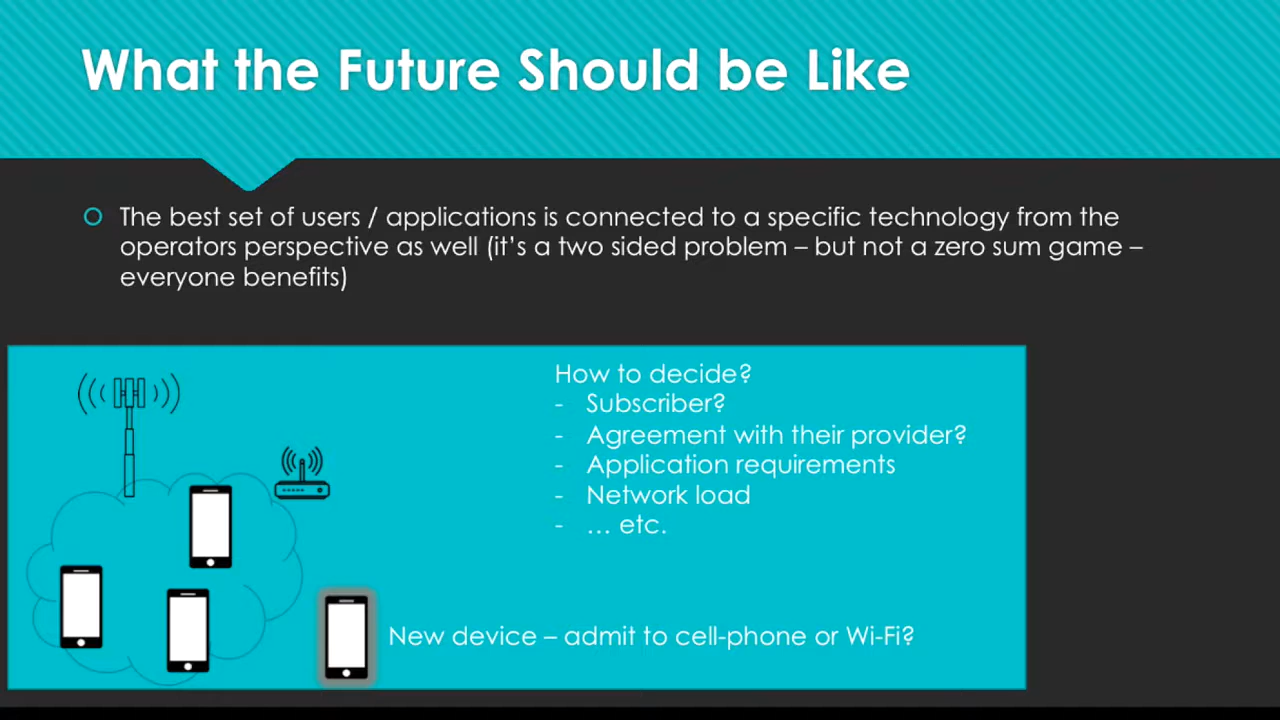 What the Future Should be Like
The best set of users / applications is connected to a specific technology from the
operators perspective as well (it's a two sided problem – but not a zero sum game –
everyone benefits)
How to decide?
- Subscriber?
- Agreement with their provider?
- Application requirements
- Network load
- … etc.
New device – admit to cell-phone or Wi-Fi?